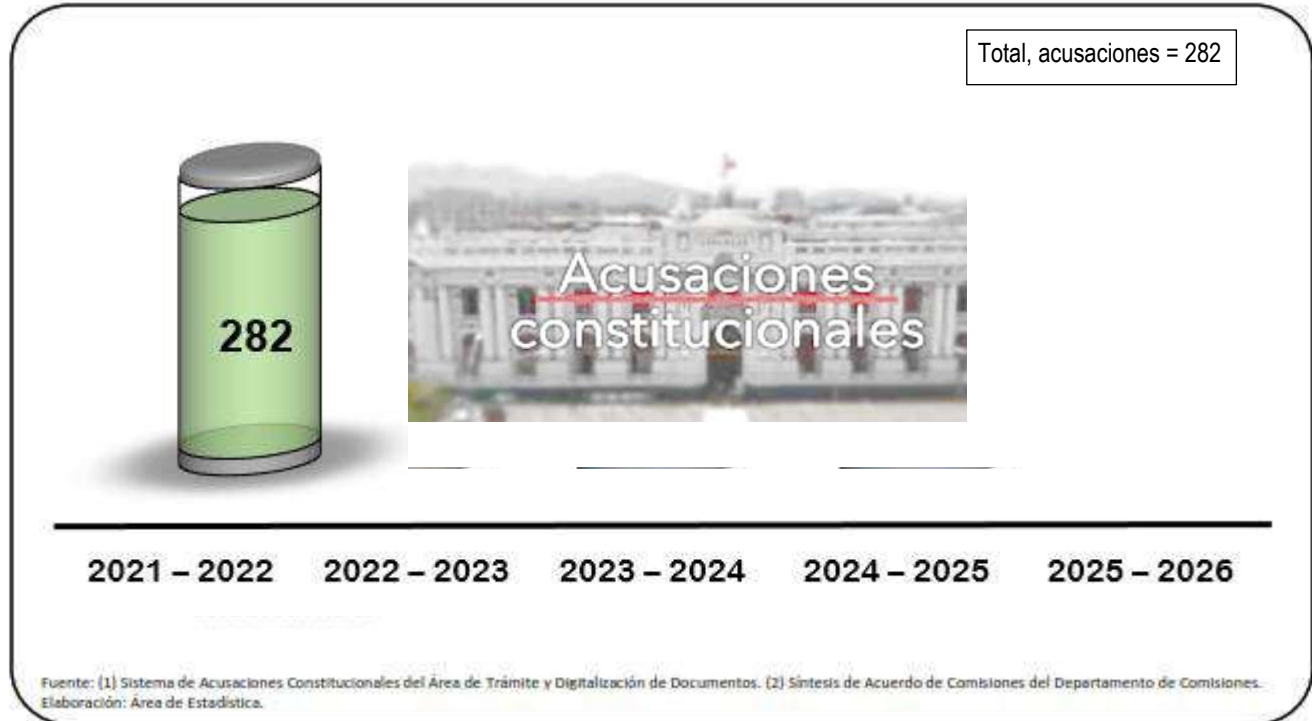 Total, acusaciones = 282
282
Acusaciones
constitucionales
2021 – 2022 2022 – 2023 2023 – 2024 2024 – 2025 2025 – 2026
Fuente: (1) Sistema de Acusaciones Constitucionales del Área de Trámite y Digitalización de Documentos. (2) Síntesis de Acuerdo de Comisiones del Departamento de Comisiones.
Elaboración: Área de Estadística.